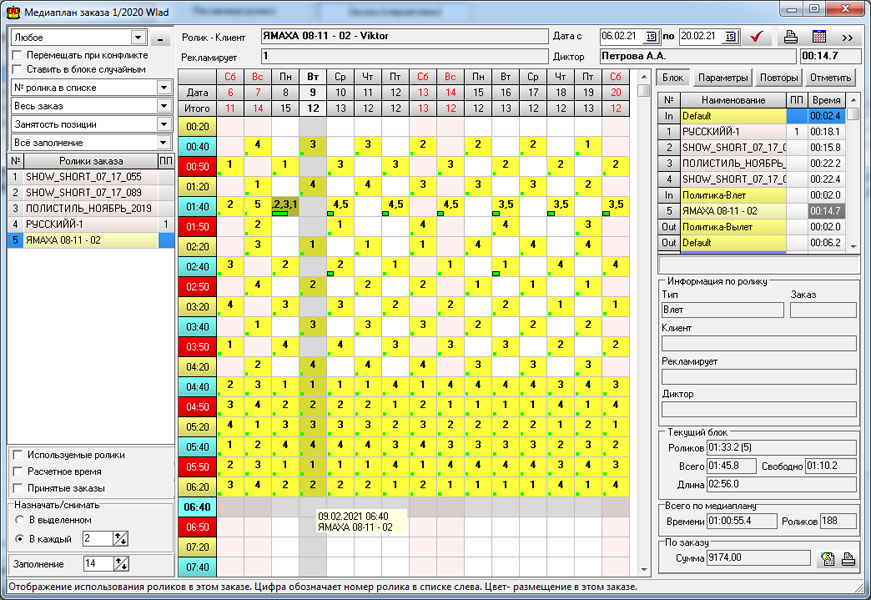 Медиаплан заказа 1/2020 Wlad
Любое
Перемещать при конфликте
Ставить в блоке случайным
№ ролика в списке
Весь заказ
Занятость позиции
Всё заполнение
№ Ролики заказа ПП
1 SHOW_SHORT_07_17_055
2 SHOW_SHORT_07_17_089
3 ПОЛИСТИЛЬ_НОЯБРЬ_2019
4 РУССКИЙЙ-1 1
5 ЯМАХА 08-11 - 02
Используемые ролики
Расчетное время
Принятые заказы
Назначать/снимать
В выделенном
В каждый 2
Заполнение 14
Ролик - Клиент ЯМАХА 08-11 - 02 - Viktor Дата с 06.02.21 15 по 20.02.21 15 >>
Рекламирует 1 Диктор Петрова А.А. 00:14.7
Сб Вс Пн Вт Ср Чт Пт Сб Вс Пн Вт Ср Чт Пт Сб
Дата 6 7 8 9 10 11 12 13 14 15 16 17 18 19 20
Итого 11 14 15 12 13 12 12 13 12 12 13 12 12 13 12
00:20
00:40 4 3 3 2 2 2 1
00:50 1 1 3 3 3 2 2 2
01:20 1 4 4 3 3 3 2
01:40 2 5 2,3,1 4,5 4,5 4,5 4,5 3,5 3,5 3,5
01:50 2 1 4 4 3
02:20 3 1 1 1 4 4 4
02:40 3 2 2 1 1 1 4 4
02:50 4 2 2 2 1 1 1
03:20 4 3 3 2 2 2 1 1
03:40 1 3 3 3 2 2 2
03:50 1 4 4 3 3 3 2 2
04:20 2 4 4 4 3 3 3
04:40 2 3 1 1 1 1 4 1 4 4 4 4 3 4 3
04:50 3 4 2 2 2 2 1 2 1 1 1 1 4 1 4
05:20 4 1 3 3 3 3 2 3 2 2 2 2 1 2 1
05:40 1 2 4 4 4 4 3 4 3 3 3 3 2 3 2
05:50 2 3 1 1 1 1 4 1 4 4 4 4 3 4 3
06:20 3 4 2 2 2 2 1 2 1 1 1 1 4 1 4
06:40
06:50
07:20
07:40
09.02.2021 06:40
ЯМАХА 08-11 - 02
Блок Параметры Повторы Отметить
№ Наименование ПП Время
In Default 00:02.4
1 РУССКИЙЙ-1 1 00:18.1
2 SHOW_SHORT_07_17_0 00:15.8
3 ПОЛИСТИЛЬ_НОЯБРЬ_ 00:22.2
4 SHOW_SHORT_07_17_0 00:22.4
In Политика-Влет 00:02.0
5 ЯМАХА 08-11 - 02 00:14.7
Out Политика-Вылет 00:02.0
Out Default 00:06.2
Информация по ролику
Тип Заказ
Влет
Клиент
Рекламирует
Диктор
Текущий блок
Роликов 01:33.2 (5)
Всего 01:45.8 Свободно 01:10.2
Длина 02:56.0
Всего по медиаплану
Времени 01:00:55.4 Роликов 188
По заказу
Сумма 9174,00
Отображение использования роликов в этом заказе. Цифра обозначает номер ролика в списке слева. Цвет- размещение в этом заказе.